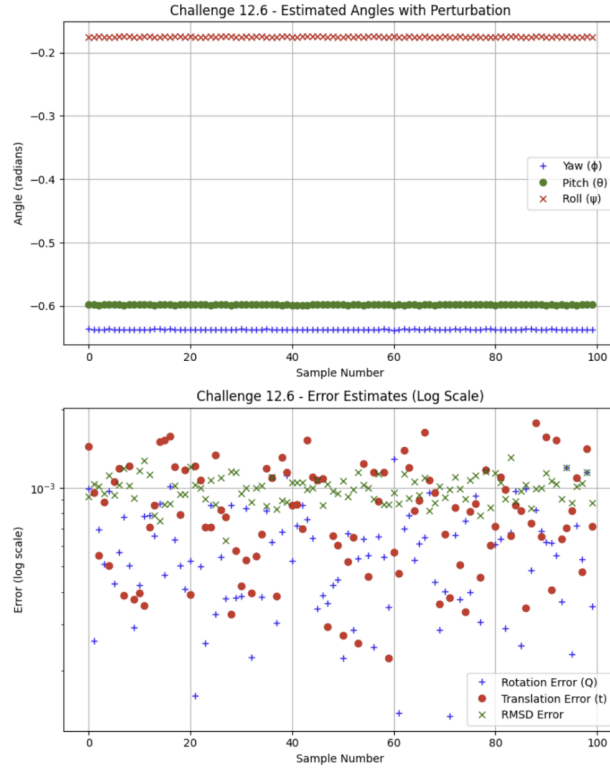 Challenge 12.6 - Estimated Angles with Perturbation
−0.2
−0.3
−0.4
−0.5
−0.6
Angle (radians)
Yaw (ϕ)
Pitch (θ)
Roll (ψ)
0 20 40 60 80 100
Sample Number
Challenge 12.6 - Error Estimates (Log Scale)
10⁻³
Error (log scale)
Rotation Error (Q)
Translation Error (t)
RMSD Error
0 20 40 60 80 100
Sample Number